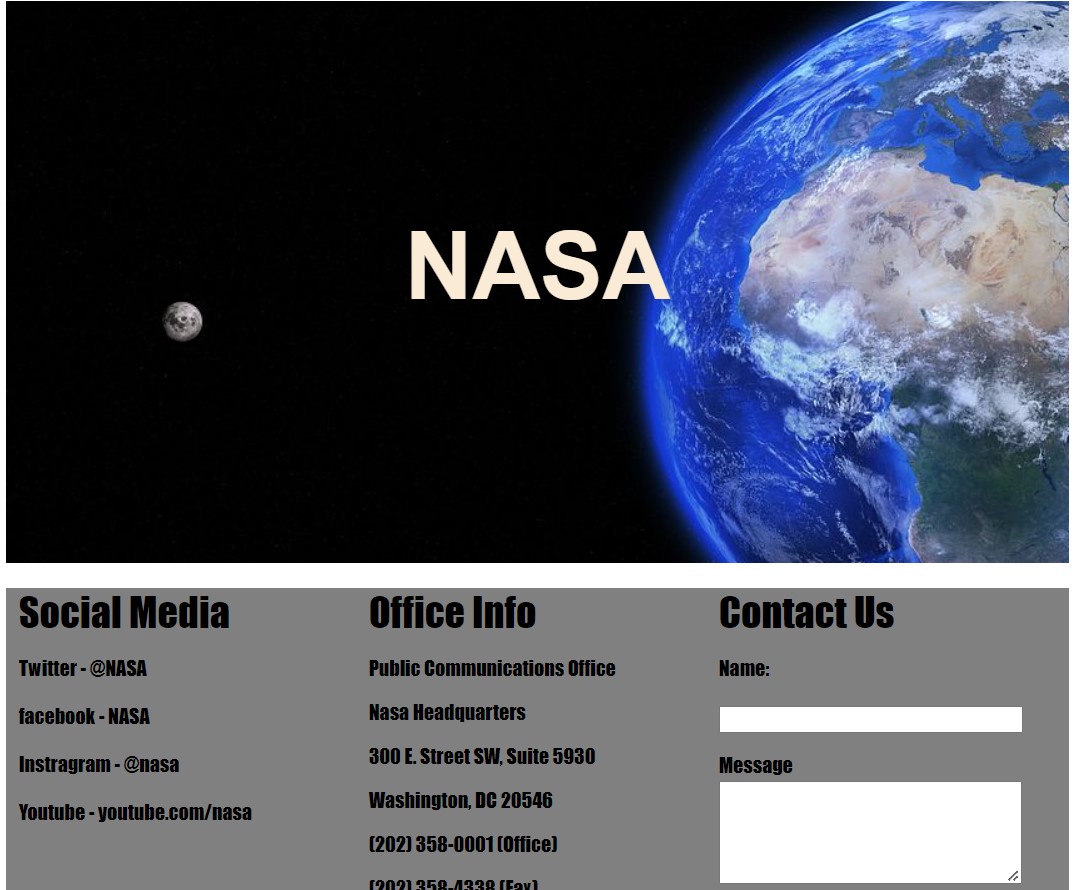 NASA
Social Media
Twitter - @NASA
facebook - NASA
Instragram - @nasa
Youtube - youtube.com/nasa
Office Info
Public Communications Office
Nasa Headquarters
300 E. Street SW, Suite 5930
Washington, DC 20546
(202) 358-0001 (Office)
(202) 358-4338 (Fax)
Contact Us
Name:
Message